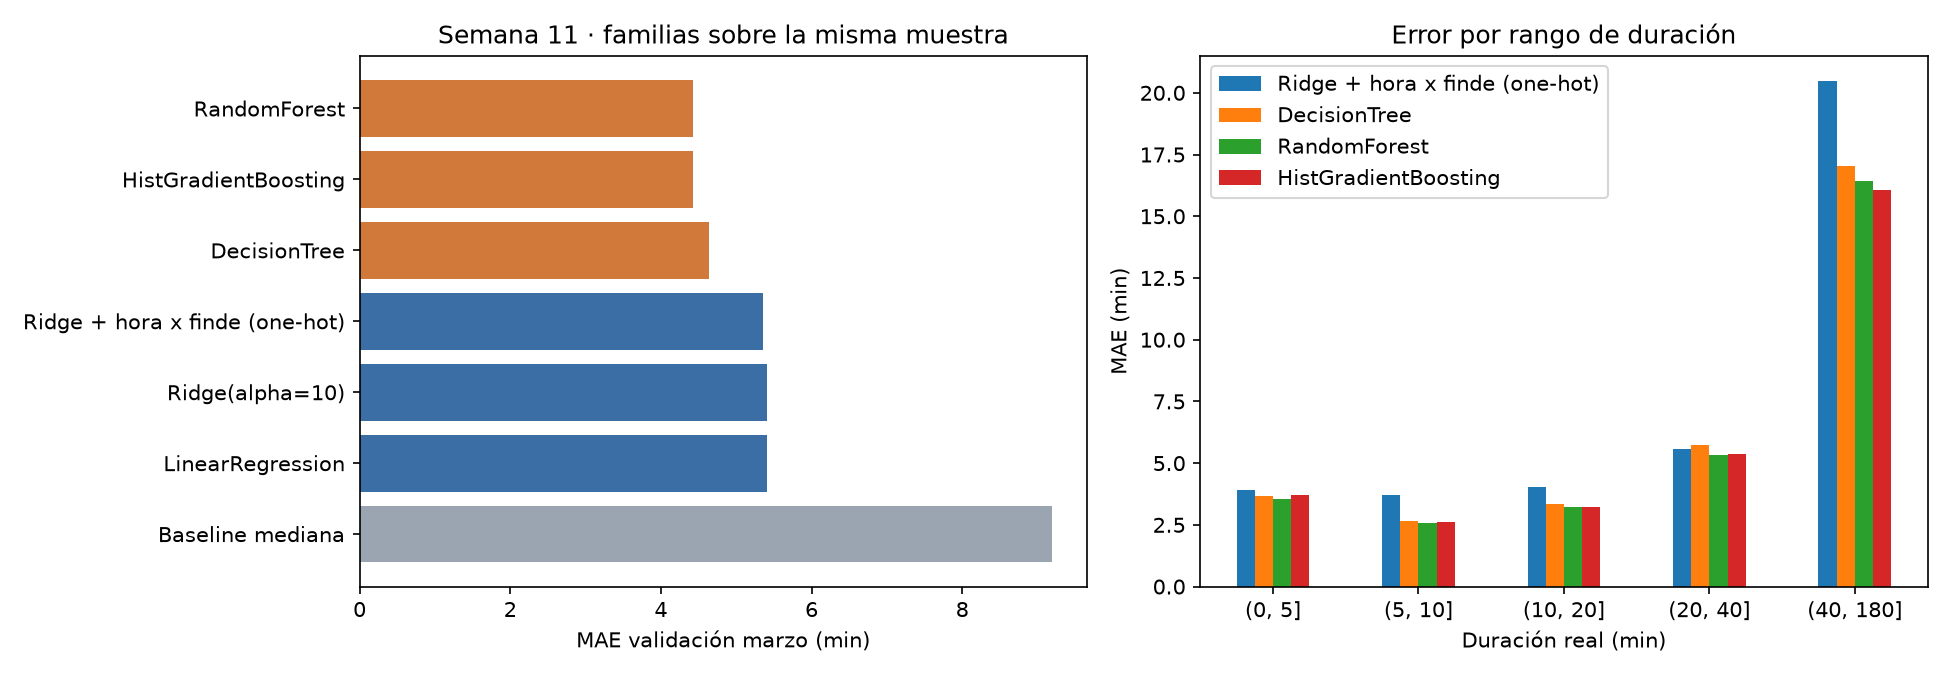 Semana 11 · familias sobre la misma muestra
RandomForest
HistGradientBoosting
DecisionTree
Ridge + hora x finde (one-hot)
Ridge(alpha=10)
LinearRegression
Baseline mediana
0 2 4 6 8
MAE validación marzo (min)
Error por rango de duración
Ridge + hora x finde (one-hot)
DecisionTree
RandomForest
HistGradientBoosting
MAE (min)
20.0
17.5
15.0
12.5
10.0
7.5
5.0
2.5
0.0
(0, 5] (5, 10] (10, 20] (20, 40] (40, 180]
Duración real (min)